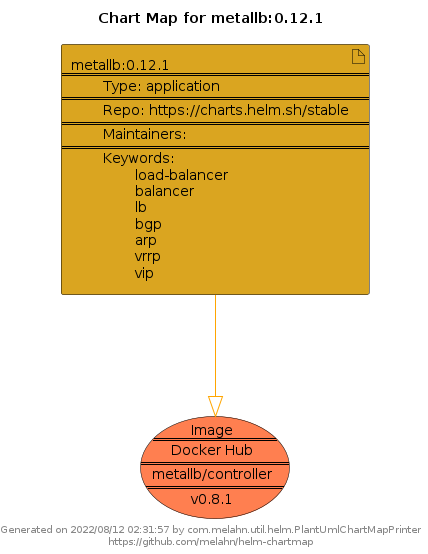 Chart Map for metallb:0.12.1
metallb:0.12.1
Type: application
Repo: https://charts.helm.sh/stable
Maintainers:
Keywords:
load-balancer
balancer
lb
bgp
arp
vrrp
vip
Image
Docker Hub
metallb/controller
v0.8.1
Generated on 2022/08/12 02:31:57 by com.melahn.util.helm.PlantUmlChartMapPrinter
https://github.com/melahn/helm-chartmap